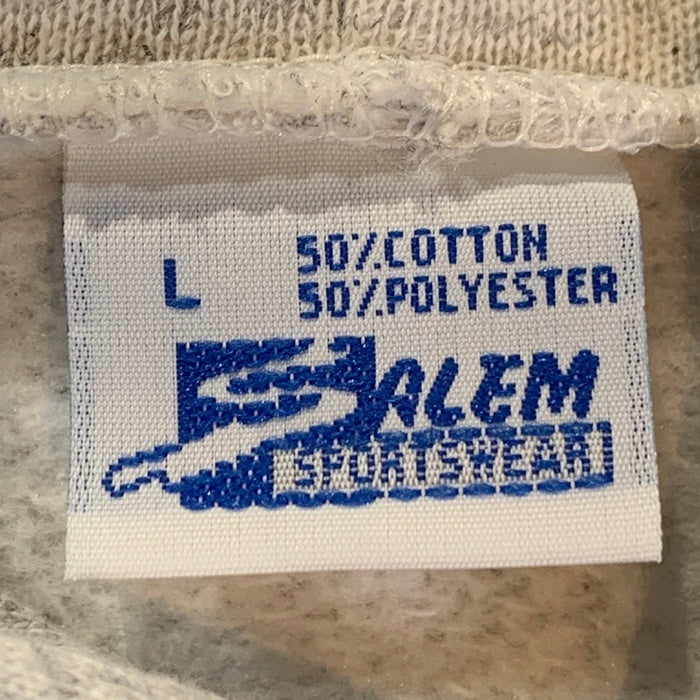 L
50% COTTON
50% POLYESTER
SALEM
SPORTSWEAR